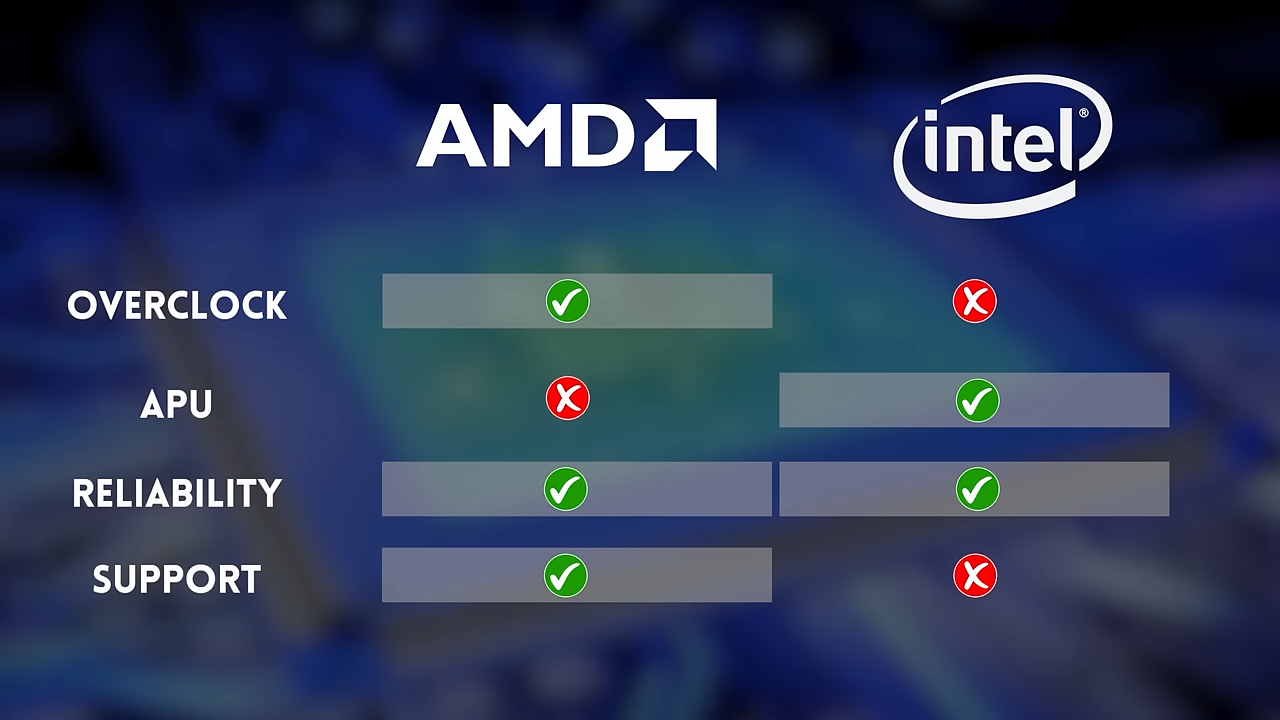 AMD
intel®
OVERCLOCK
APU
RELIABILITY
SUPPORT